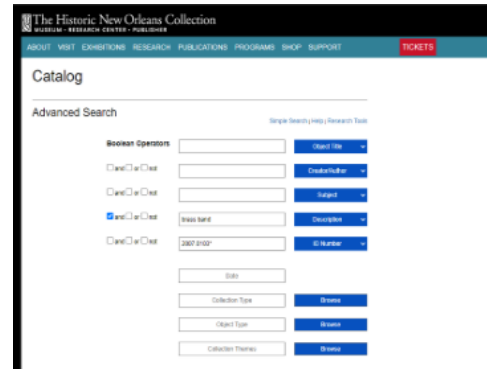 The Historic New Orleans Collection
MUSEUM • RESEARCH CENTER • PUBLISHER
ABOUT VISIT EXHIBITIONS RESEARCH PUBLICATIONS PROGRAMS SHOP SUPPORT TICKETS
Catalog
Advanced Search
Simple Search | Help | Research Tools
Boolean Operators Object Title
and or not Creator/Author
and or not Subject
and or not brass band Description
and or not 2007.0103* ID Number
Date
Collection Type Browse
Object Type Browse
Collection Themes Browse